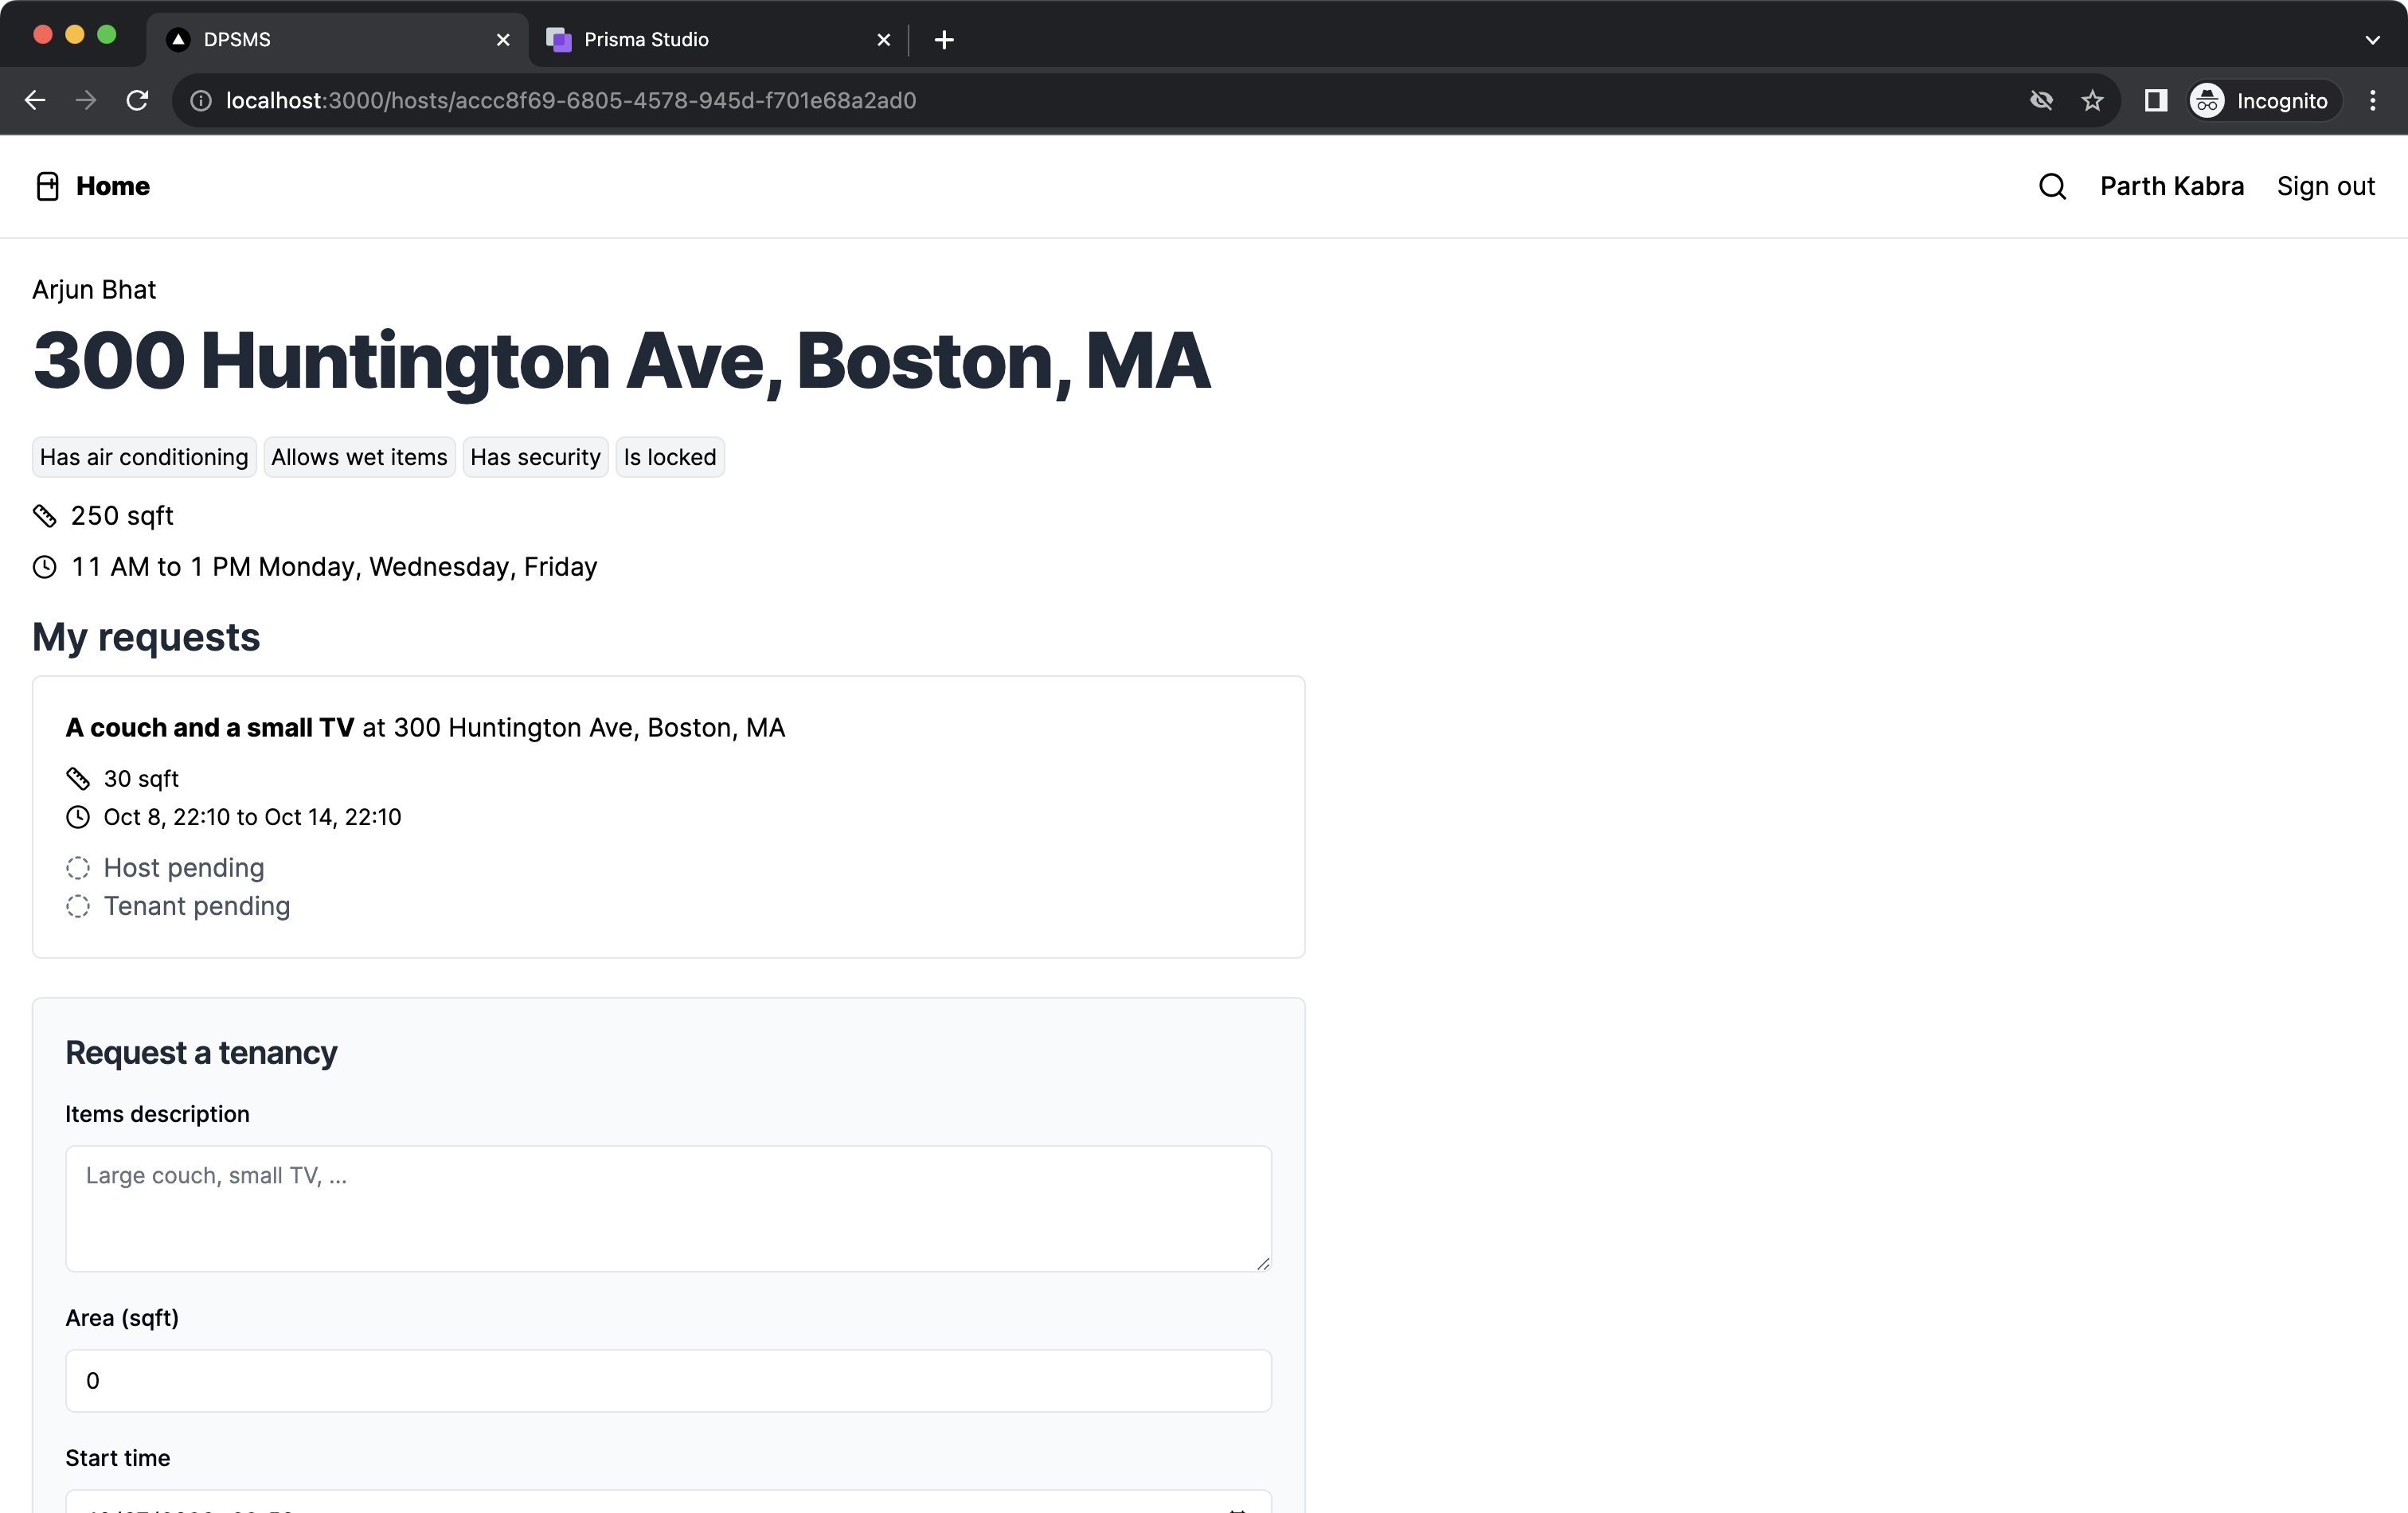 DPSMS
Prisma Studio
localhost:3000/hosts/accc8f69-6805-4578-945d-f701e68a2ad0
Incognito
Home
Parth Kabra
Sign out
Arjun Bhat
300 Huntington Ave, Boston, MA
Has air conditioning
Allows wet items
Has security
Is locked
250 sqft
11 AM to 1 PM Monday, Wednesday, Friday
My requests
A couch and a small TV at 300 Huntington Ave, Boston, MA
30 sqft
Oct 8, 22:10 to Oct 14, 22:10
Host pending
Tenant pending
Request a tenancy
Items description
Large couch, small TV, ...
Area (sqft)
0
Start time